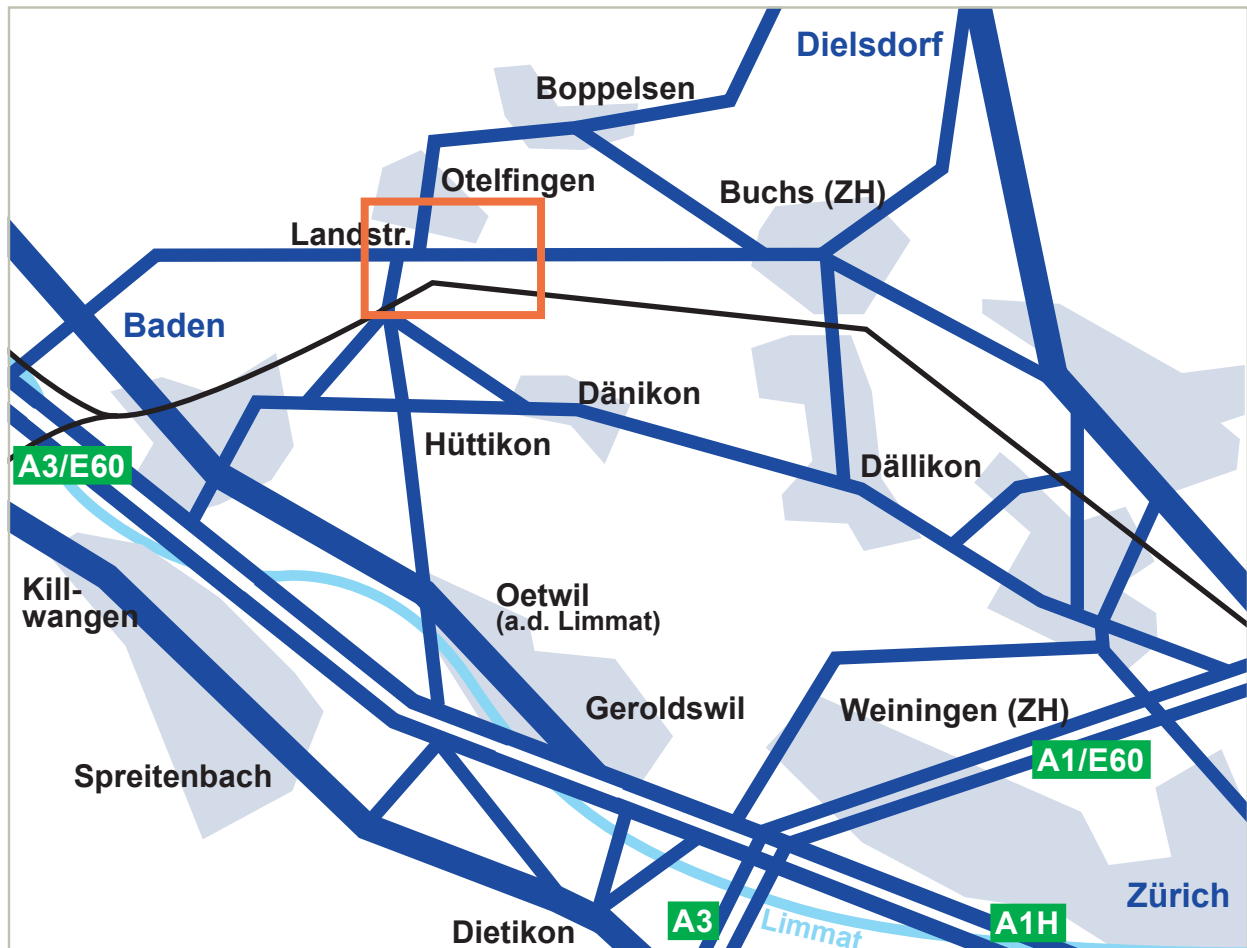 Dielsdorf
Boppelsen
Otelfingen
Buchs (ZH)
Landstr.
Baden
Dänikon
Hüttikon
Dällikon
A3/E60
Kill-
wangen
Oetwil
(a.d. Limmat)
Geroldswil
Weiningen (ZH)
A1/E60
Spreitenbach
Zürich
A3
A1H
Limmat
Dietikon